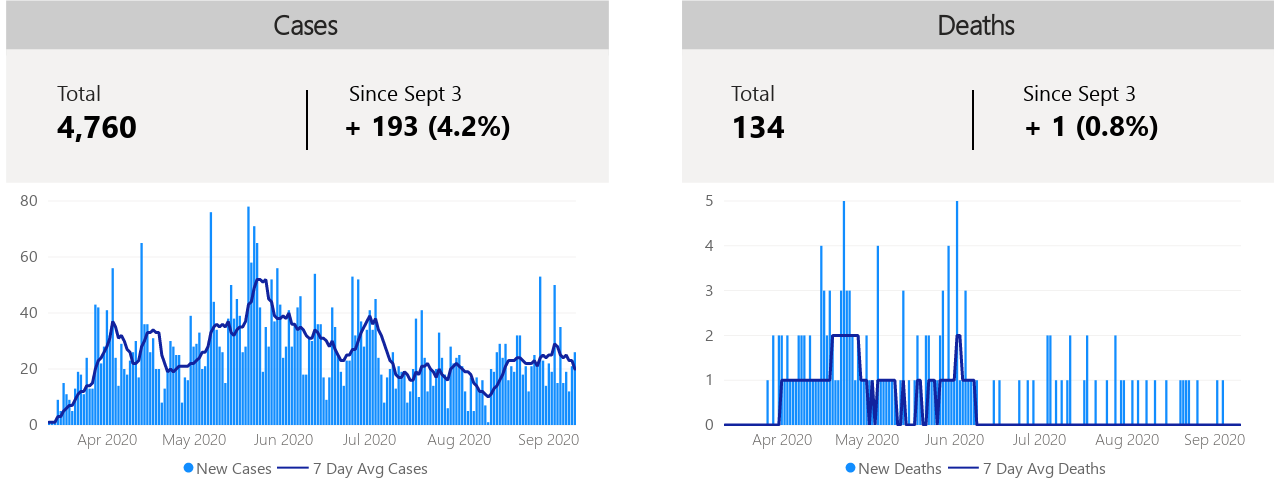 Cases
Total
4,760
Since Sept 3
+ 193 (4.2%)
80
60
40
20
0
Apr 2020 May 2020 Jun 2020 Jul 2020 Aug 2020 Sep 2020
New Cases 7 Day Avg Cases
Deaths
Total
134
Since Sept 3
+ 1 (0.8%)
5
4
3
2
1
0
Apr 2020 May 2020 Jun 2020 Jul 2020 Aug 2020 Sep 2020
New Deaths 7 Day Avg Deaths